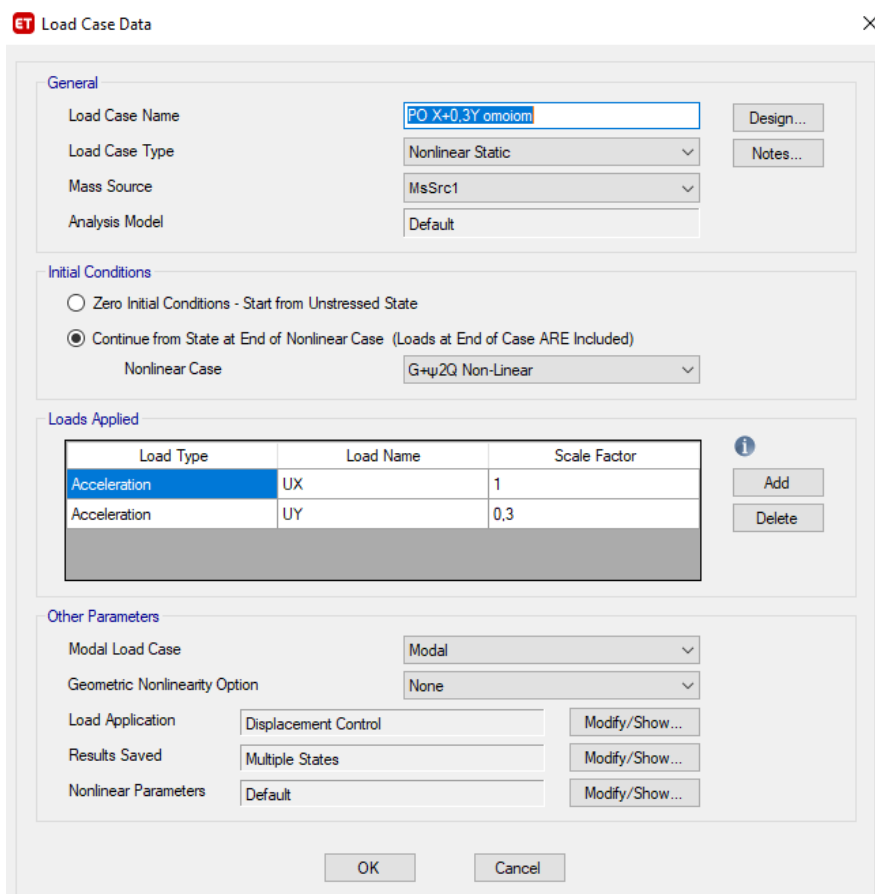 ET Load Case Data
General
Load Case Name PO X+0,3Y omoiom Design...
Load Case Type Nonlinear Static Notes...
Mass Source MsSrc1
Analysis Model Default
Initial Conditions
Zero Initial Conditions - Start from Unstressed State
Continue from State at End of Nonlinear Case (Loads at End of Case ARE Included)
Nonlinear Case G+ψ2Q Non-Linear
Loads Applied
Load Type Load Name Scale Factor
Acceleration UX 1 Add
Acceleration UY 0,3 Delete
Other Parameters
Modal Load Case Modal
Geometric Nonlinearity Option None
Load Application Displacement Control Modify/Show...
Results Saved Multiple States Modify/Show...
Nonlinear Parameters Default Modify/Show...
OK Cancel